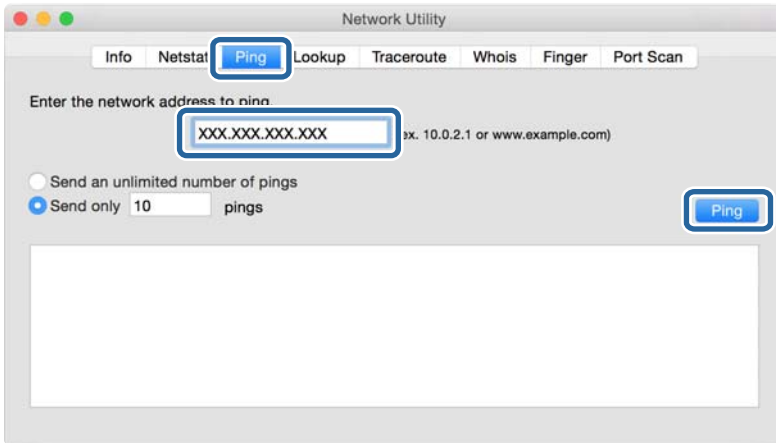 Network Utility
Info Netstat Ping Lookup Traceroute Whois Finger Port Scan
Enter the network address to ping.
XXX.XXX.XXX.XXX ex. 10.0.2.1 or www.example.com)
Send an unlimited number of pings
Send only 10 pings
Ping